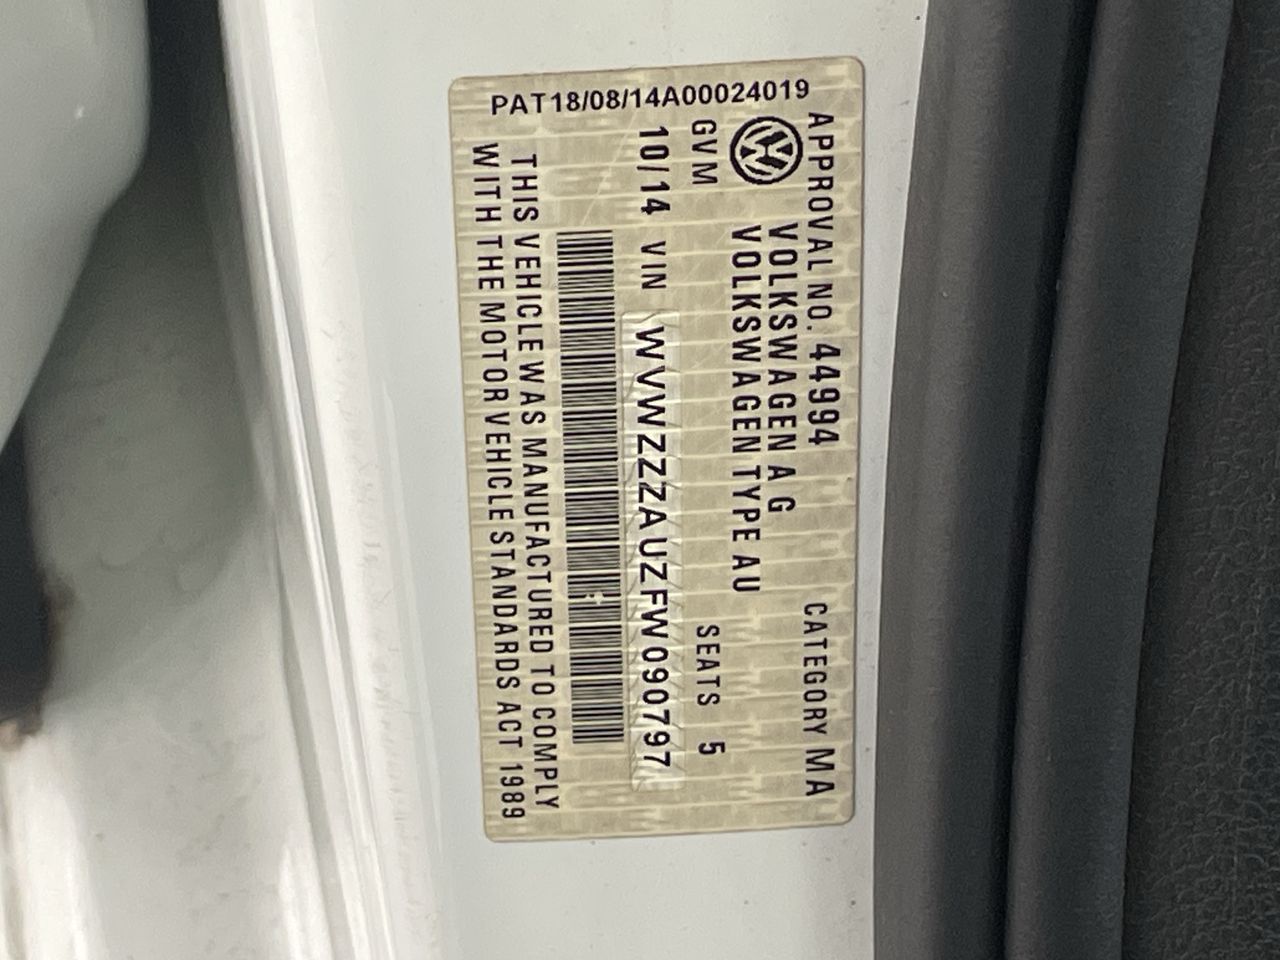 PAT18/08/14A00024019
APPROVAL NO. 44994 CATEGORY MA
VOLKSWAGEN A G
VOLKSWAGEN TYPE AU
GVM SEATS 5
10/14 VIN WVWZZZAUZFW090797
THIS VEHICLE WAS MANUFACTURED TO COMPLY
WITH THE MOTOR VEHICLE STANDARDS ACT 1989